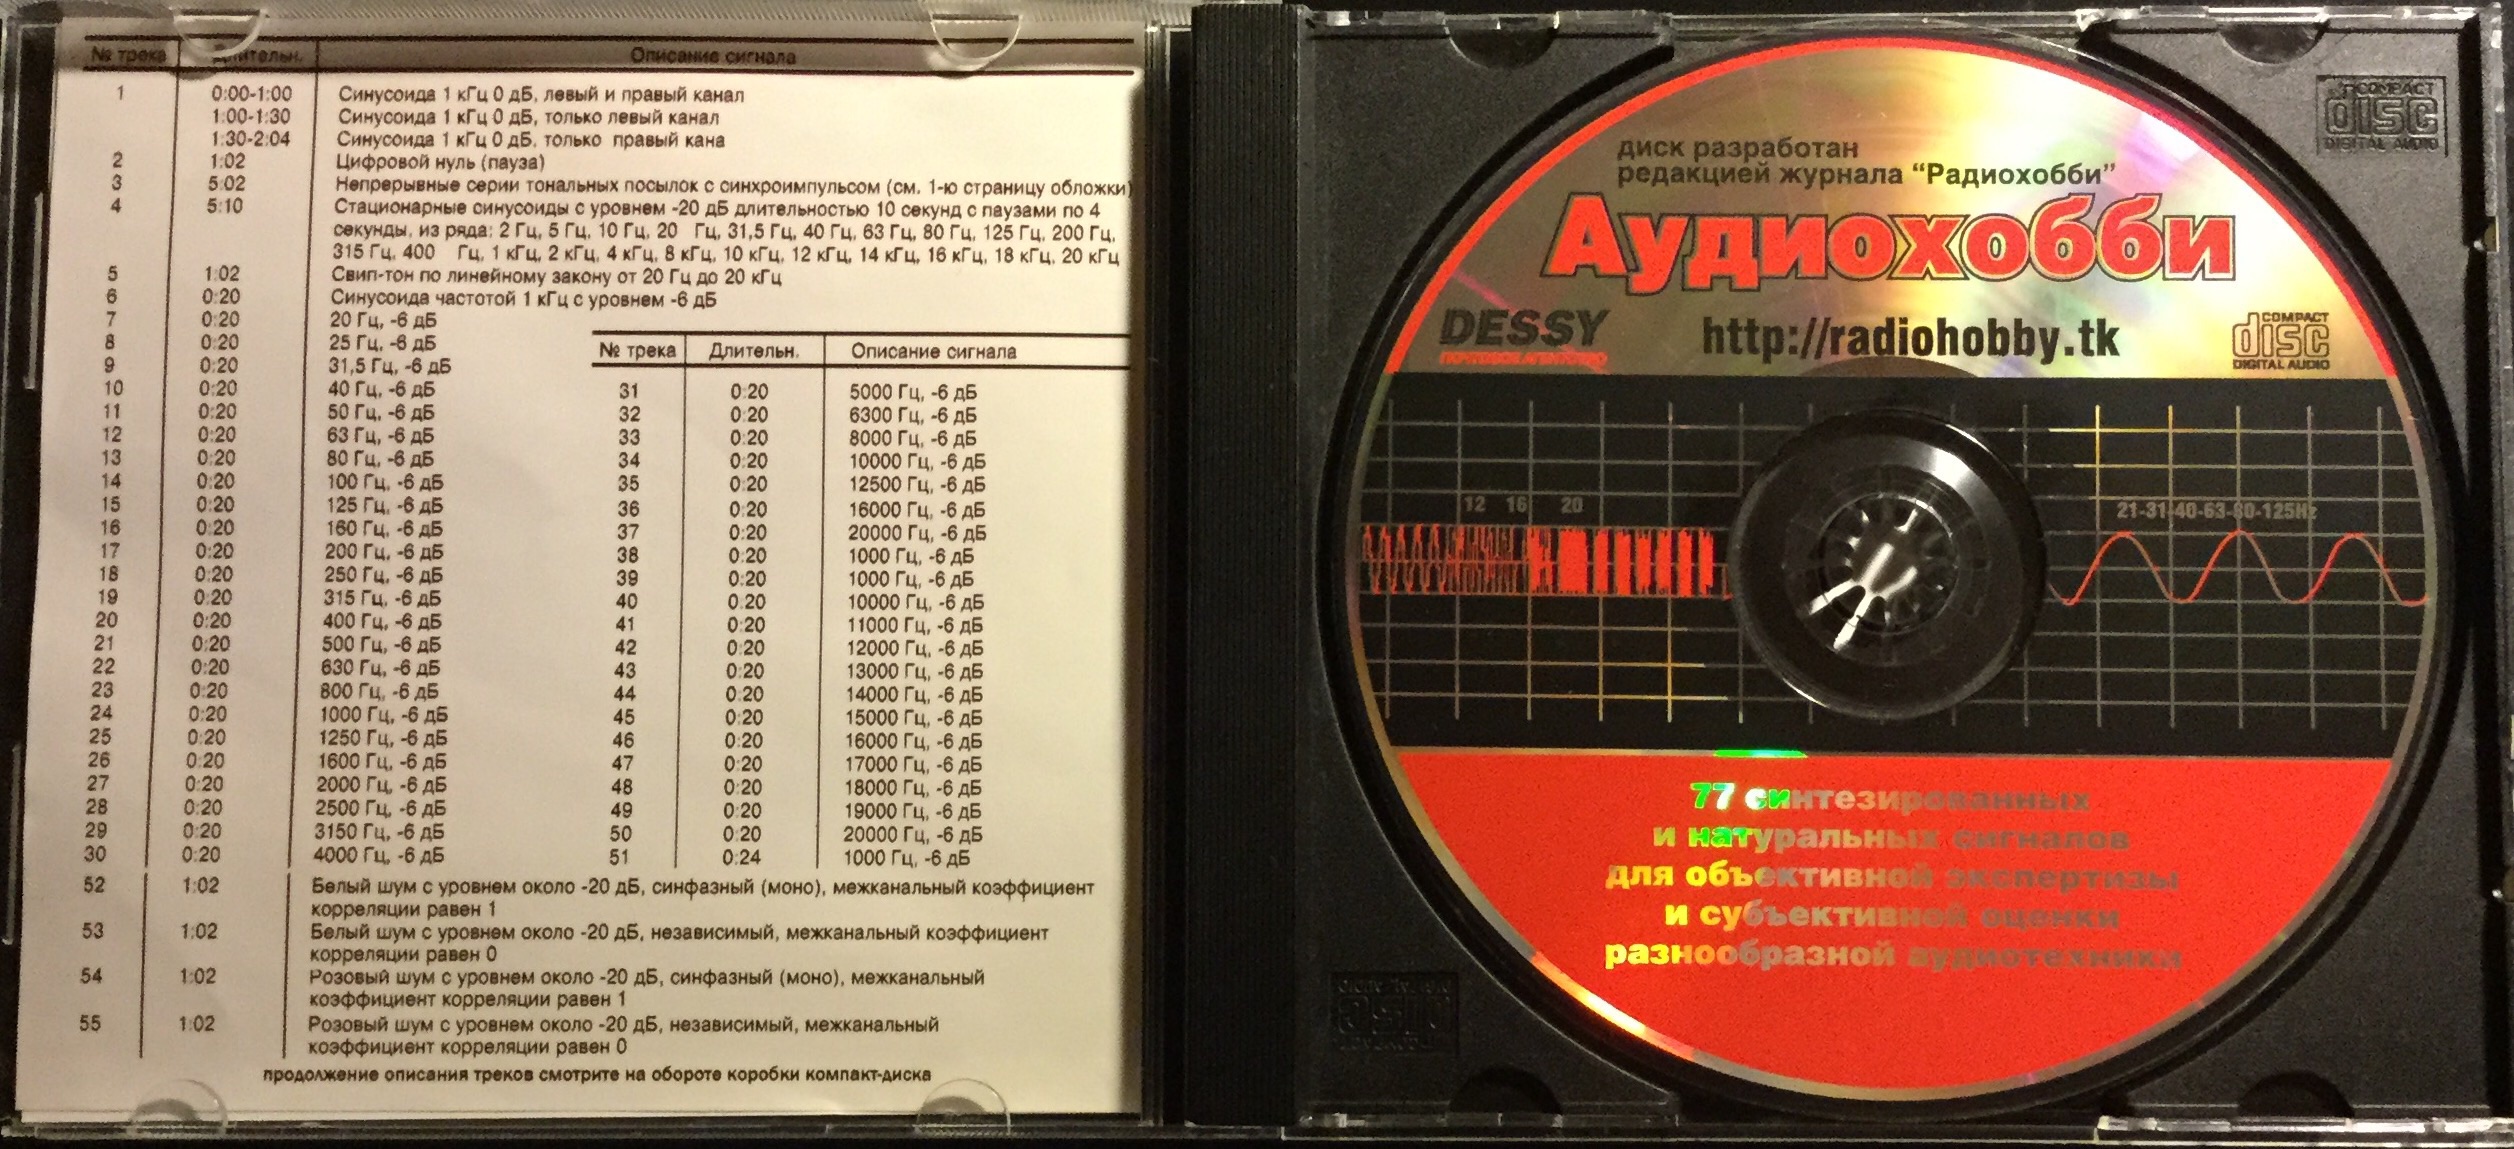 № трека Длительн. Описание сигнала
1 0:00-1:00 Синусоида 1 кГц 0 дБ, левый и правый канал
1:00-1:30 Синусоида 1 кГц 0 дБ, только левый канал
1:30-2:04 Синусоида 1 кГц 0 дБ, только правый кана
2 1:02 Цифровой нуль (пауза)
3 5:02 Непрерывные серии тональных посылок с синхроимпульсом (см. 1-ю страницу обложки)
4 5:10 Стационарные синусоиды с уровнем -20 дБ длительностью 10 секунд с паузами по 4
секунды, из ряда: 2 Гц, 5 Гц, 10 Гц, 20 Гц, 31,5 Гц, 40 Гц, 63 Гц, 80 Гц, 125 Гц, 200 Гц,
315 Гц, 400 Гц, 1 кГц, 2 кГц, 4 кГц, 8 кГц, 10 кГц, 12 кГц, 14 кГц, 16 кГц, 18 кГц, 20 кГц
5 1:02 Свип-тон по линейному закону от 20 Гц до 20 кГц
6 0:20 Синусоида частотой 1 кГц с уровнем -6 дБ
7 0:20 20 Гц, -6 дБ
8 0:20 25 Гц, -6 дБ
9 0:20 31,5 Гц, -6 дБ
10 0:20 40 Гц, -6 дБ
11 0:20 50 Гц, -6 дБ
12 0:20 63 Гц, -6 дБ
13 0:20 80 Гц, -6 дБ
14 0:20 100 Гц, -6 дБ
15 0:20 125 Гц, -6 дБ
16 0:20 160 Гц, -6 дБ
17 0:20 200 Гц, -6 дБ
18 0:20 250 Гц, -6 дБ
19 0:20 315 Гц, -6 дБ
20 0:20 400 Гц, -6 дБ
21 0:20 500 Гц, -6 дБ
22 0:20 630 Гц, -6 дБ
23 0:20 800 Гц, -6 дБ
24 0:20 1000 Гц, -6 дБ
25 0:20 1250 Гц, -6 дБ
26 0:20 1600 Гц, -6 дБ
27 0:20 2000 Гц, -6 дБ
28 0:20 2500 Гц, -6 дБ
29 0:20 3150 Гц, -6 дБ
30 0:20 4000 Гц, -6 дБ
№ трека Длительн. Описание сигнала
31 0:20 5000 Гц, -6 дБ
32 0:20 6300 Гц, -6 дБ
33 0:20 8000 Гц, -6 дБ
34 0:20 10000 Гц, -6 дБ
35 0:20 12500 Гц, -6 дБ
36 0:20 16000 Гц, -6 дБ
37 0:20 20000 Гц, -6 дБ
38 0:20 1000 Гц, -6 дБ
39 0:20 1000 Гц, -6 дБ
40 0:20 10000 Гц, -6 дБ
41 0:20 11000 Гц, -6 дБ
42 0:20 12000 Гц, -6 дБ
43 0:20 13000 Гц, -6 дБ
44 0:20 14000 Гц, -6 дБ
45 0:20 15000 Гц, -6 дБ
46 0:20 16000 Гц, -6 дБ
47 0:20 17000 Гц, -6 дБ
48 0:20 18000 Гц, -6 дБ
49 0:20 19000 Гц, -6 дБ
50 0:20 20000 Гц, -6 дБ
51 0:24 1000 Гц, -6 дБ
52 1:02 Белый шум с уровнем около -20 дБ, синфазный (моно), межканальный коэффициент
корреляции равен 1
53 1:02 Белый шум с уровнем около -20 дБ, независимый, межканальный коэффициент
корреляции равен 0
54 1:02 Розовый шум с уровнем около -20 дБ, синфазный (моно), межканальный
коэффициент корреляции равен 1
55 1:02 Розовый шум с уровнем около -20 дБ, независимый, межканальный
коэффициент корреляции равен 0
продолжение описания треков смотрите на обороте коробки компакт-диска
COMPACT
disc
DIGITAL AUDIO
диск разработан
редакцией журнала “Радиохобби”
Аудиохобби
DESSY
почтовое агентство
http://radiohobby.tk
COMPACT
disc
DIGITAL AUDIO
12 16 20
21-31-40-63-80-125Hz
77 синтезированных
и натуральных сигналов
для объективной экспертизы
и субъективной оценки
разнообразной аудиотехники